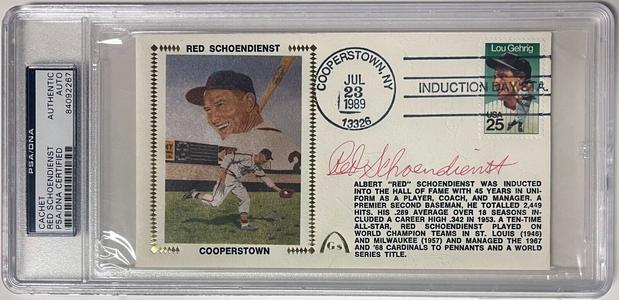 PSA/DNA
CACHET
RED SCHOENDIENST
PSA/DNA CERTIFIED
AUTHENTIC
AUTO
84092267
RED SCHOENDIENST
COOPERSTOWN
COOPERSTOWN, NY
JUL
23
1989
13326
INDUCTION DAY STA.
Lou Gehrig
USA
25
Red Schoendienst
ALBERT "RED" SCHOENDIENST WAS INDUCTED
INTO THE HALL OF FAME WITH 45 YEARS IN UNI-
FORM AS A PLAYER, COACH, AND MANAGER. A
PREMIER SECOND BASEMAN, HE TOTALLED 2,449
HITS. HIS .289 AVERAGE OVER 18 SEASONS IN-
CLUDED A CAREER HIGH .342 IN 1953. A TEN-TIME
ALL-STAR, RED SCHOENDIENST PLAYED ON
WORLD CHAMPION TEAMS IN ST. LOUIS (1946)
AND MILWAUKEE (1957) AND MANAGED THE 1967
AND '68 CARDINALS TO PENNANTS AND A WORLD
SERIES TITLE.